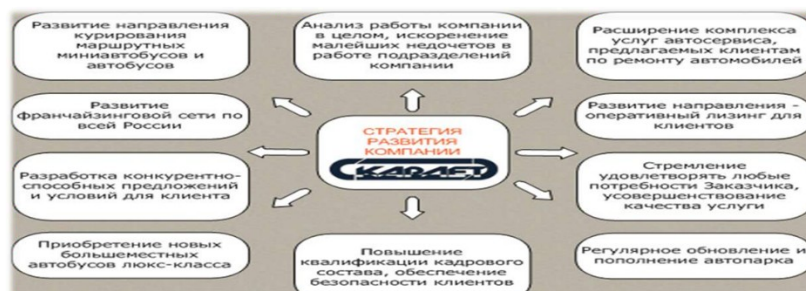 Развитие направления
курирования
маршрутных
миниавтобусов и
автобусов
Анализ работы компании
в целом, искоренение
малейших недочетов в
работе подразделений
компании
Расширение комплекса
услуг автосервиса,
предлагаемых клиентам
по ремонту автомобилей
Развитие
франчайзинговой сети по
всей России
СТРАТЕГИЯ
РАЗВИТИЯ
КОМПАНИИ
Развитие направления -
оперативный лизинг для
клиентов
Разработка конкурентно-
способных предложений
и условий для клиента
Стремление
удовлетворять любые
потребности Заказчика,
усовершенствование
качества услуги
Приобретение новых
большеместных
автобусов люкс-класса
Повышение
квалификации кадрового
состава, обеспечение
безопасности клиентов
Регулярное обновление и
пополнение автопарка